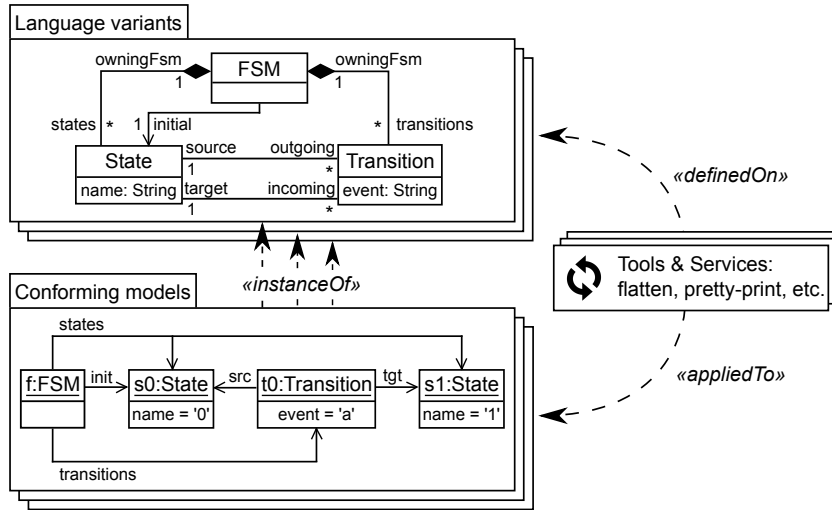 Language variants
owningFsm
FSM
owningFsm
1
1
states
*
1
initial
*
transitions
State
source
outgoing
Transition
1
*
name: String
target
incoming
event: String
1
*
«definedOn»
«instanceOf»
Tools & Services:
flatten, pretty-print, etc.
Conforming models
states
f:FSM
init
s0:State
src
t0:Transition
tgt
s1:State
name = '0'
event = 'a'
name = '1'
«appliedTo»
transitions